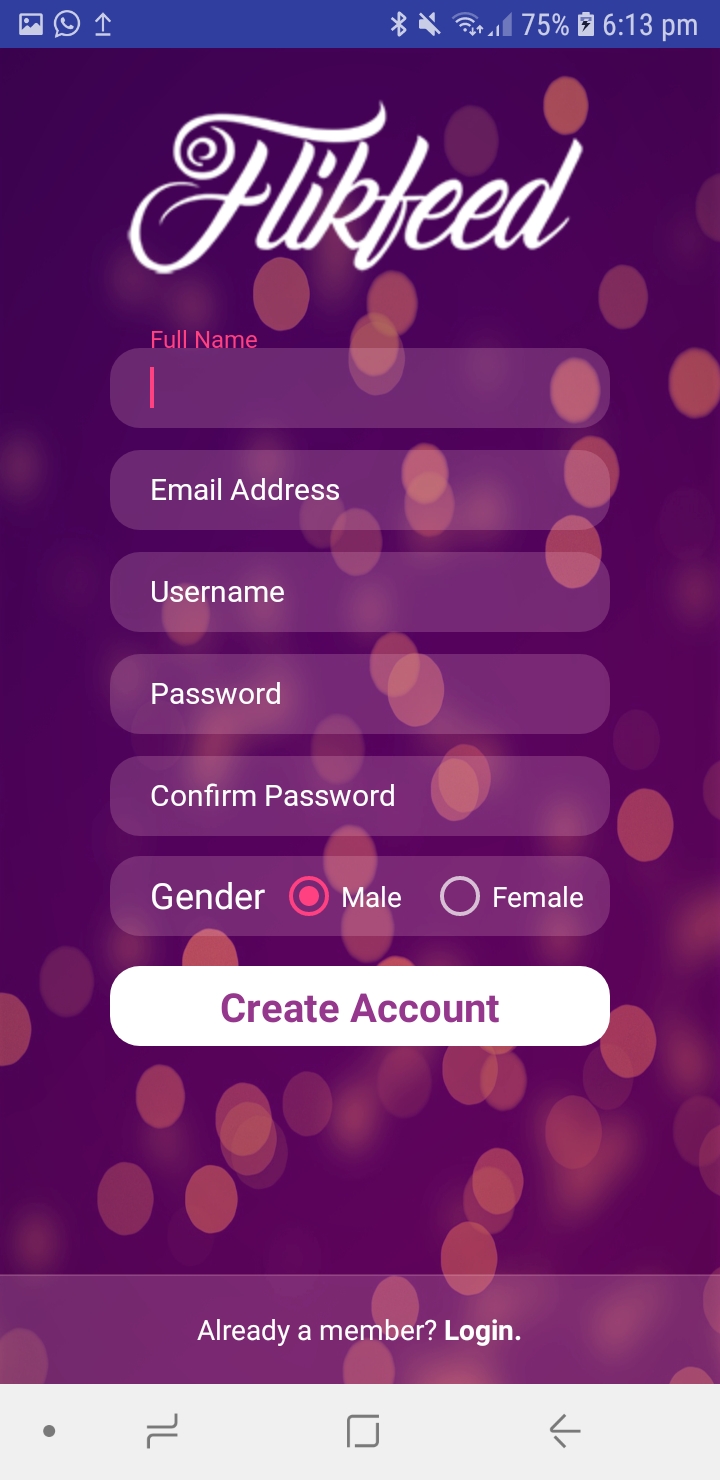 75% 6:13 pm
Flikfeed
Full Name
Email Address
Username
Password
Confirm Password
Gender Male Female
Create Account
Already a member? Login.